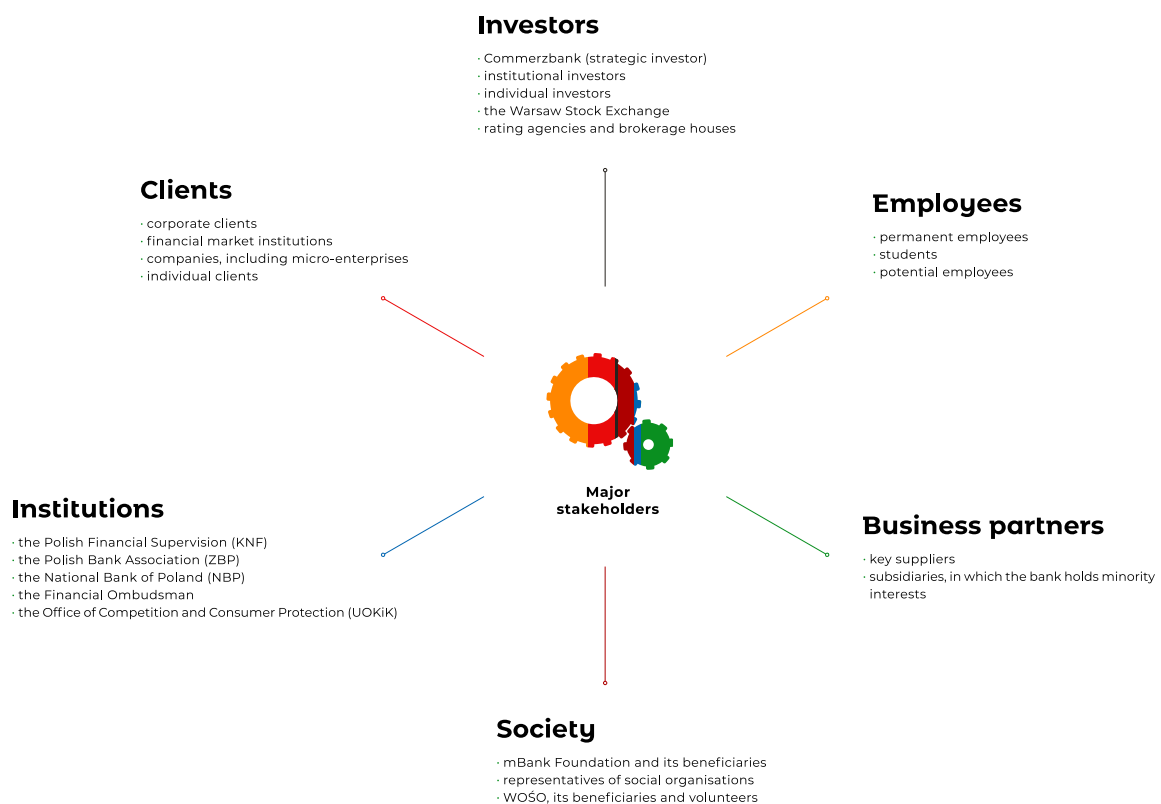 Investors
· Commerzbank (strategic investor)
· institutional investors
· individual investors
· the Warsaw Stock Exchange
· rating agencies and brokerage houses
Clients
· corporate clients
· financial market institutions
· companies, including micro-enterprises
· individual clients
Employees
· permanent employees
· students
· potential employees
Major
stakeholders
Institutions
· the Polish Financial Supervision (KNF)
· the Polish Bank Association (ZBP)
· the National Bank of Poland (NBP)
· the Financial Ombudsman
· the Office of Competition and Consumer Protection (UOKiK)
Business partners
· key suppliers
· subsidiaries, in which the bank holds minority
interests
Society
· mBank Foundation and its beneficiaries
· representatives of social organisations
· WOŚO, its beneficiaries and volunteers